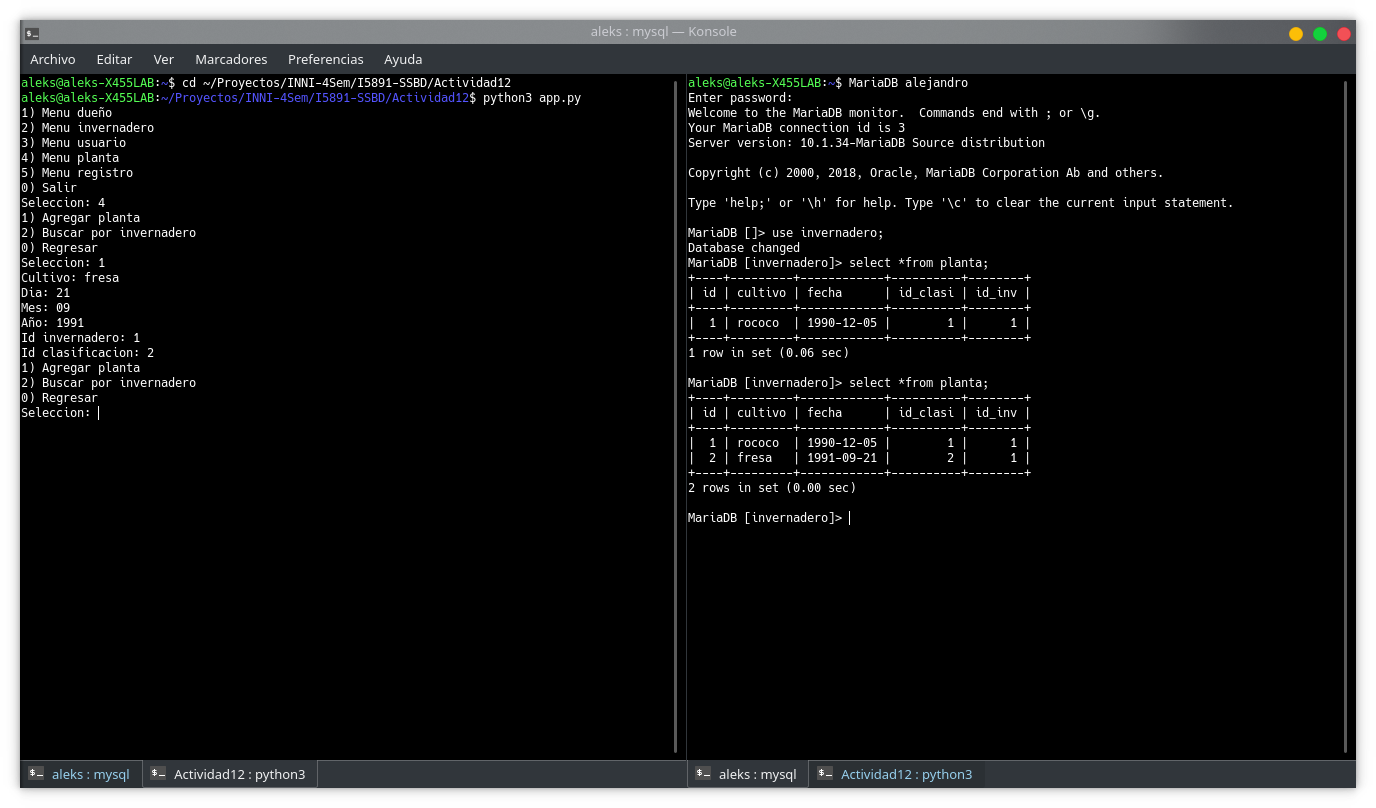 aleks : mysql — Konsole
Archivo Editar Ver Marcadores Preferencias Ayuda
aleks@aleks-X455LAB:~$ cd ~/Proyectos/INNI-4Sem/I5891-SSBD/Actividad12
aleks@aleks-X455LAB:~/Proyectos/INNI-4Sem/I5891-SSBD/Actividad12$ python3 app.py
1) Menu dueño
2) Menu invernadero
3) Menu usuario
4) Menu planta
5) Menu registro
0) Salir
Seleccion: 4
1) Agregar planta
2) Buscar por invernadero
0) Regresar
Seleccion: 1
Cultivo: fresa
Dia: 21
Mes: 09
Año: 1991
Id invernadero: 1
Id clasificacion: 2
1) Agregar planta
2) Buscar por invernadero
0) Regresar
Seleccion:
aleks@aleks-X455LAB:~$ MariaDB alejandro
Enter password:
Welcome to the MariaDB monitor.  Commands end with ; or \g.
Your MariaDB connection id is 3
Server version: 10.1.34-MariaDB Source distribution
Copyright (c) 2000, 2018, Oracle, MariaDB Corporation Ab and others.
Type 'help;' or '\h' for help. Type '\c' to clear the current input statement.
MariaDB []> use invernadero;
Database changed
MariaDB [invernadero]> select *from planta;
+----+---------+------------+----------+--------+
| id | cultivo | fecha      | id_clasi | id_inv |
+----+---------+------------+----------+--------+
|  1 | rococo  | 1990-12-05 |        1 |      1 |
+----+---------+------------+----------+--------+
1 row in set (0.06 sec)
MariaDB [invernadero]> select *from planta;
+----+---------+------------+----------+--------+
| id | cultivo | fecha      | id_clasi | id_inv |
+----+---------+------------+----------+--------+
|  1 | rococo  | 1990-12-05 |        1 |      1 |
|  2 | fresa   | 1991-09-21 |        2 |      1 |
+----+---------+------------+----------+--------+
2 rows in set (0.00 sec)
MariaDB [invernadero]>
aleks : mysql Actividad12 : python3 aleks : mysql Actividad12 : python3